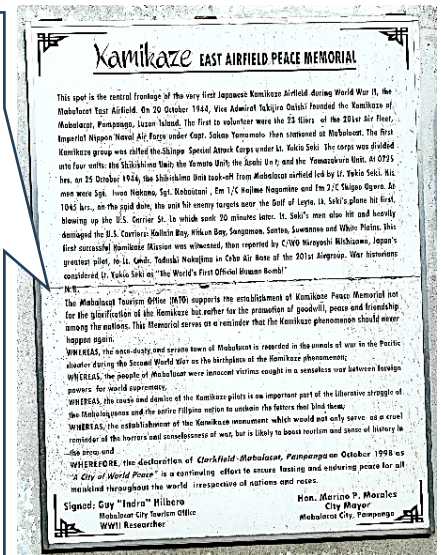 Kamikaze EAST AIRFIELD PEACE MEMORIAL
This spot is the central frontage of the very first Japanese Kamikaze Airfield during World War II, the
Mabalacat East Airfield. On 20 October 1944, Vice Admiral Takijiro Onishi founded the Kamikaze of
Mabalacat, Pampanga, Luzon Island. The first to volunteer were the 23 fliers of the 201st Air Fleet,
Imperial Nippon Naval Air Force under Capt. Sakae Yamamoto then stationed at Mabalacat. The first
Kamikaze group was called the Shinpo Special Attack Corps under Lt. Yukio Seki. The corps was divided
into four units: the Shikishima Unit; the Yamato Unit; the Asahi Unit; and the Yamazakura Unit. At 0725
hrs, on 25 October 1944, the Shikishima Unit took-off from Mabalacat airfield led by Lt. Yukio Seki. His
men were Sgt. Iwao Nakano, Sgt. Nobuo Tani, Em 1/C Hajime Nagamine and Em 2/C Shigeo Ogura. At
1045 hrs., on the said date, the unit hit enemy targets near the Gulf of Leyte. Lt. Seki's plane hit first,
blowing up the U.S. Carrier St. Lo which sank 20 minutes later. Lt. Seki's men also hit and heavily
damaged the U.S. Carriers: Kalinin Bay, Kitkun Bay, Sangamon, Santee, Suwannee and White Plains. This
first successful Kamikaze Mission was witnessed, then reported by C/WO Hiroyoshi Nishizawa, Japan's
greatest pilot, to Lt. Cmdr. Tadashi Nakajima in Cebu Air Base of the 201st Airgroup. War historians
considered Lt. Yukio Seki as "The World's First Official Human Bomb!"
N.B.
The Mabalacat Tourism Office (MTO) supports the establishment of Kamikaze Peace Memorial not
for the glorification of the Kamikaze but rather for the promotion of goodwill, peace and friendship
among the nations. This Memorial serves as a reminder that the Kamikaze phenomenon should never
happen again.
WHEREAS, the once-dusty and serene town of Mabalacat is recorded in the annals of war in the Pacific
theater during the Second World War as the birthplace of the Kamikaze phenomenon;
WHEREAS, the people of Mabalacat were innocent victims caught in a senseless war between foreign
powers for world supremacy,
WHEREAS, the cause and demise of the Kamikaze pilots is an important part of the liberative struggle of
the Mabalaqueños and the entire Filipino nation to unchain the fetters that bind them;
WHEREAS, the establishment of the Kamikaze monument which would not only serve as a cruel
reminder of the horrors and senselessness of war, but is likely to boost tourism and sense of history in
the area; and
WHEREFORE, the declaration of Clarkfield-Mabalacat, Pampanga on October 1998 as
"A City of World Peace" is a continuing effort to secure lasting and enduring peace for all
mankind throughout the world irrespective of nations and races.
Signed: Guy "Indra" Hilbero
Mabalacat City Tourism Office
WWII Researcher
Hon. Marino P. Morales
City Mayor
Mabalacat City, Pampanga